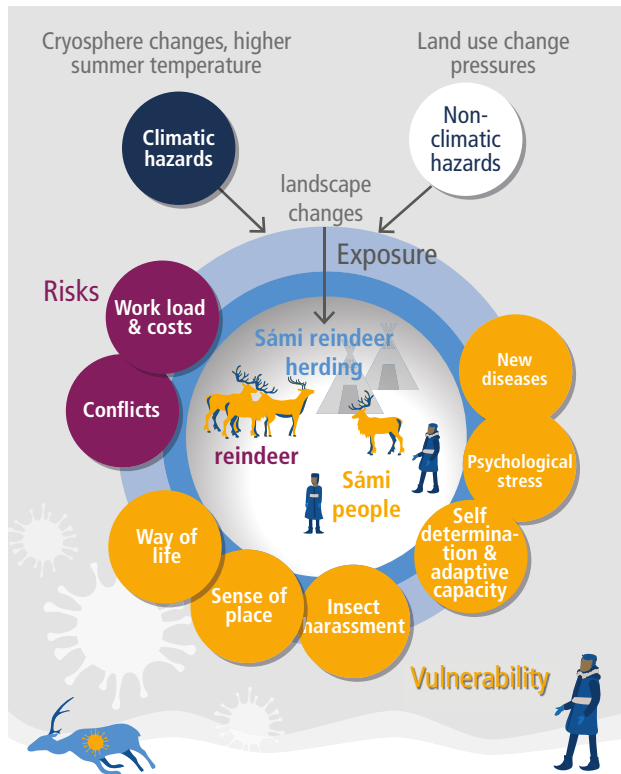 Cryosphere changes, higher
summer temperature
Land use change
pressures
Climatic
hazards
Non-
climatic
hazards
landscape
changes
Exposure
Risks
Work load
& costs
Conflicts
Sámi reindeer
herding
reindeer
Sámi
people
New
diseases
Psychological
stress
Self
determina-
tion &
adaptive
capacity
Way of
life
Sense of
place
Insect
harassment
Vulnerability